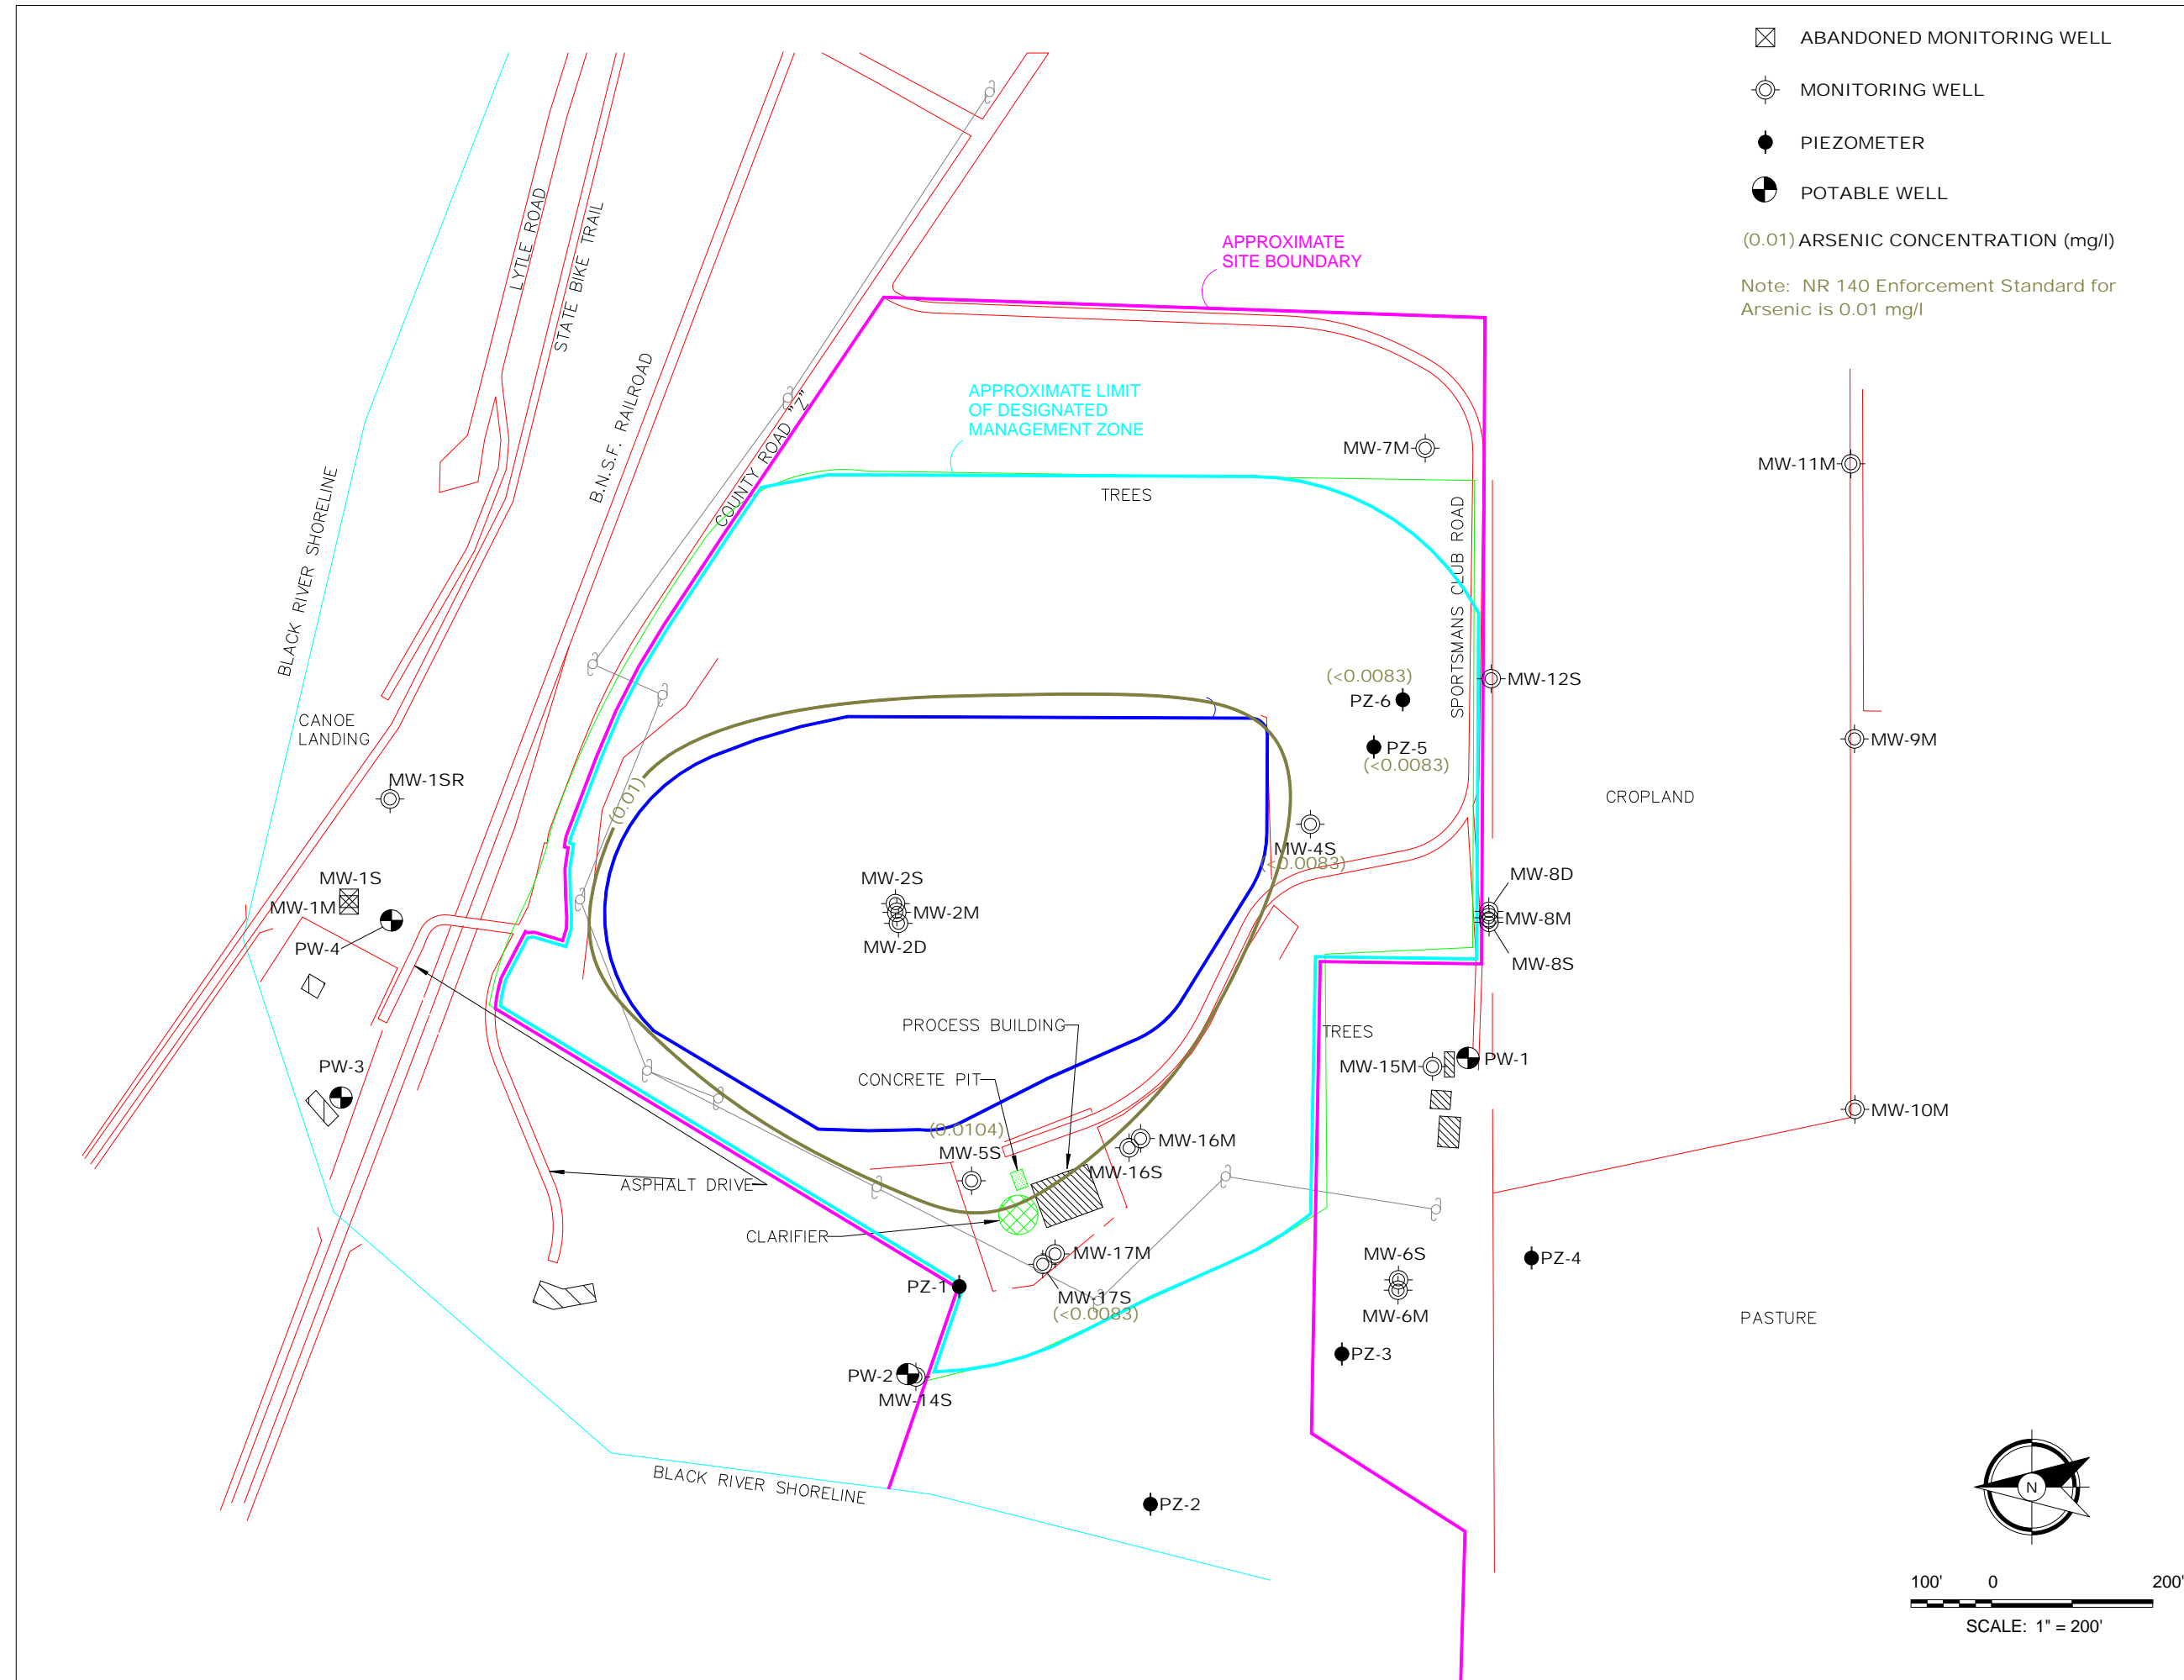 ABANDONED MONITORING WELL
MONITORING WELL
PIEZOMETER
POTABLE WELL
(0.01) ARSENIC CONCENTRATION (mg/l)
Note: NR 140 Enforcement Standard for
Arsenic is 0.01 mg/l
APPROXIMATE
SITE BOUNDARY
APPROXIMATE LIMIT
OF DESIGNATED
MANAGEMENT ZONE
LYTLE ROAD
STATE BIKE TRAIL
B.N.S.F. RAILROAD
COUNTY ROAD "Z"
BLACK RIVER SHORELINE
TREES
SPORTSMANS CLUB ROAD
MW-7M
MW-11M
MW-12S
(<0.0083)
PZ-6
PZ-5
(<0.0083)
MW-9M
CANOE
LANDING
MW-1SR
(0.01)
CROPLAND
MW-4S
(<0.0083)
MW-1S
MW-1M
PW-4
MW-2S
MW-2M
MW-2D
MW-8D
MW-8M
MW-8S
PROCESS BUILDING
TREES
PW-3
CONCRETE PIT
MW-15M
PW-1
MW-10M
(0.0104)
MW-5S
MW-16M
MW-16S
ASPHALT DRIVE
CLARIFIER
MW-17M
MW-17S
(<0.0083)
PZ-1
MW-6S
MW-6M
PZ-4
PZ-3
PASTURE
PW-2
MW-14S
BLACK RIVER SHORELINE
PZ-2
N
100' 0 200'
SCALE: 1" = 200'